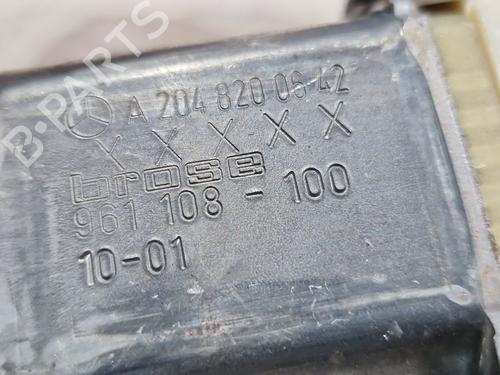 A 204 820 06 42
X X X X X
brose
961 108 - 100
10-01
B-PARTS